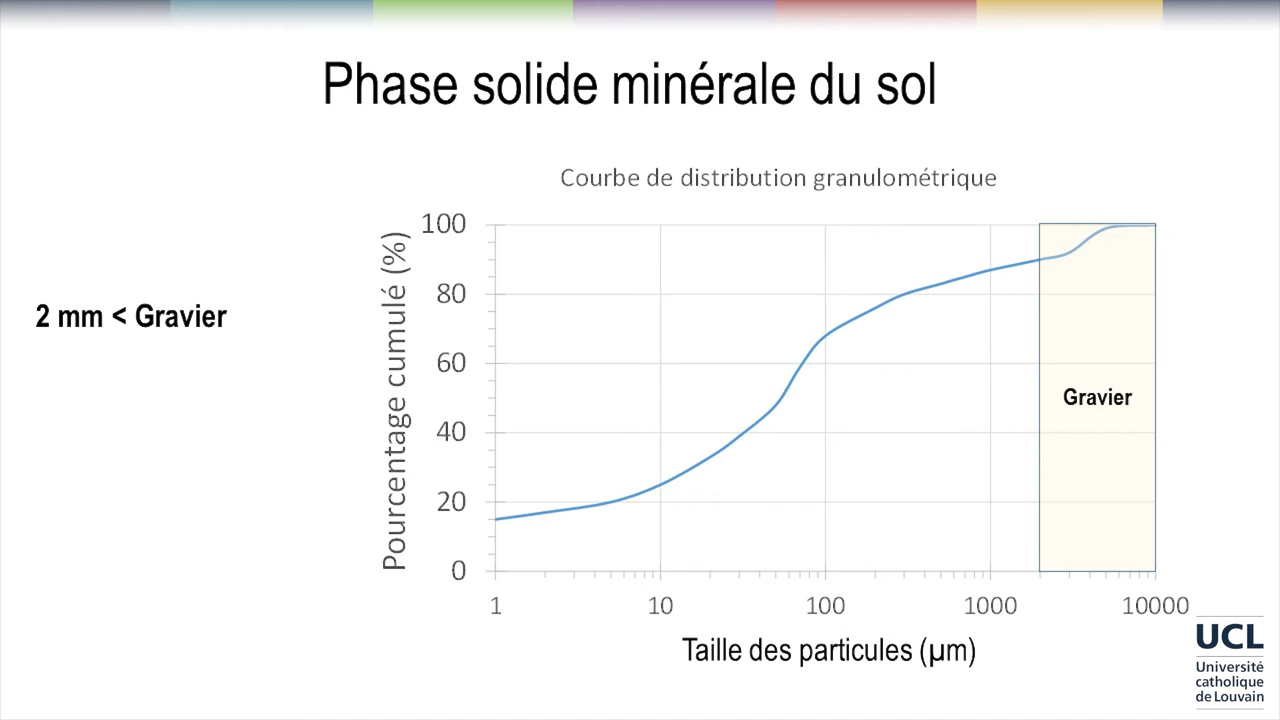 Phase solide minérale du sol
Courbe de distribution granulométrique
2 mm < Gravier
Pourcentage cumulé (%)
100
80
60
40
20
0
Gravier
1
10
100
1000
10000
Taille des particules (µm)
UCL
Université
catholique
de Louvain